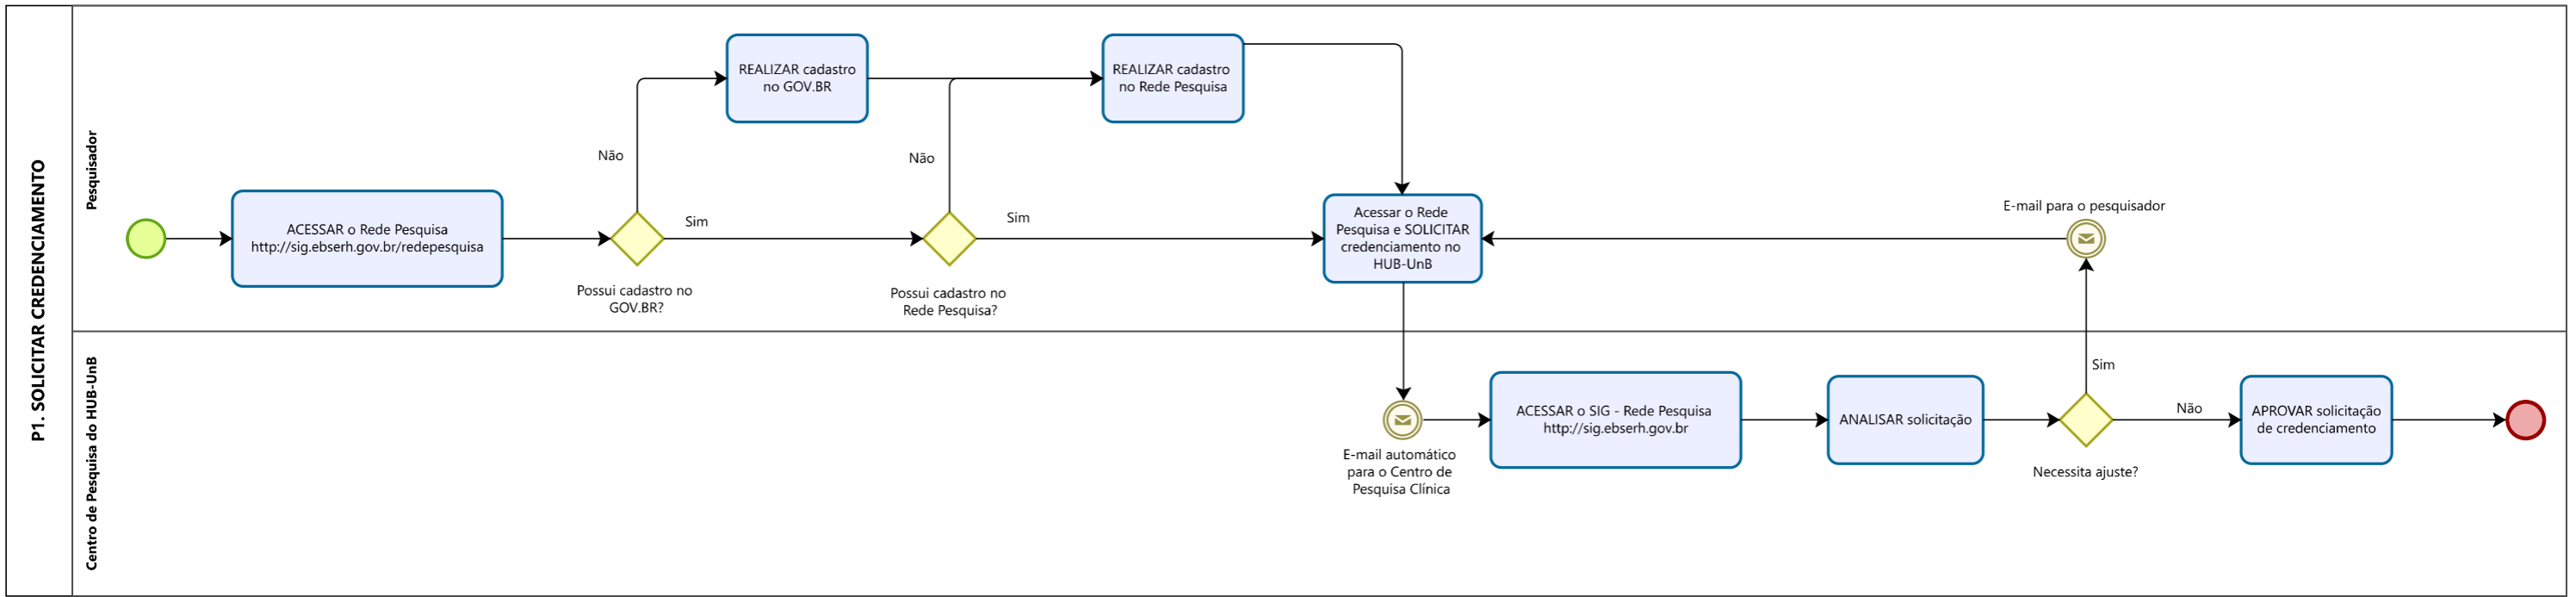 P1. SOLICITAR CREDENCIAMENTO
Pesquisador
REALIZAR cadastro
no GOV.BR
REALIZAR cadastro
no Rede Pesquisa
Não
Não
ACESSAR o Rede Pesquisa
http://sig.ebserh.gov.br/redepesquisa
Sim
Sim
Possui cadastro no
GOV.BR?
Possui cadastro no
Rede Pesquisa?
Acessar o Rede
Pesquisa e SOLICITAR
credenciamento no
HUB-UnB
E-mail para o pesquisador
Centro de Pesquisa do HUB-UnB
E-mail automático
para o Centro de
Pesquisa Clínica
ACESSAR o SIG - Rede Pesquisa
http://sig.ebserh.gov.br
ANALISAR solicitação
Sim
Necessita ajuste?
Não
APROVAR solicitação
de credenciamento